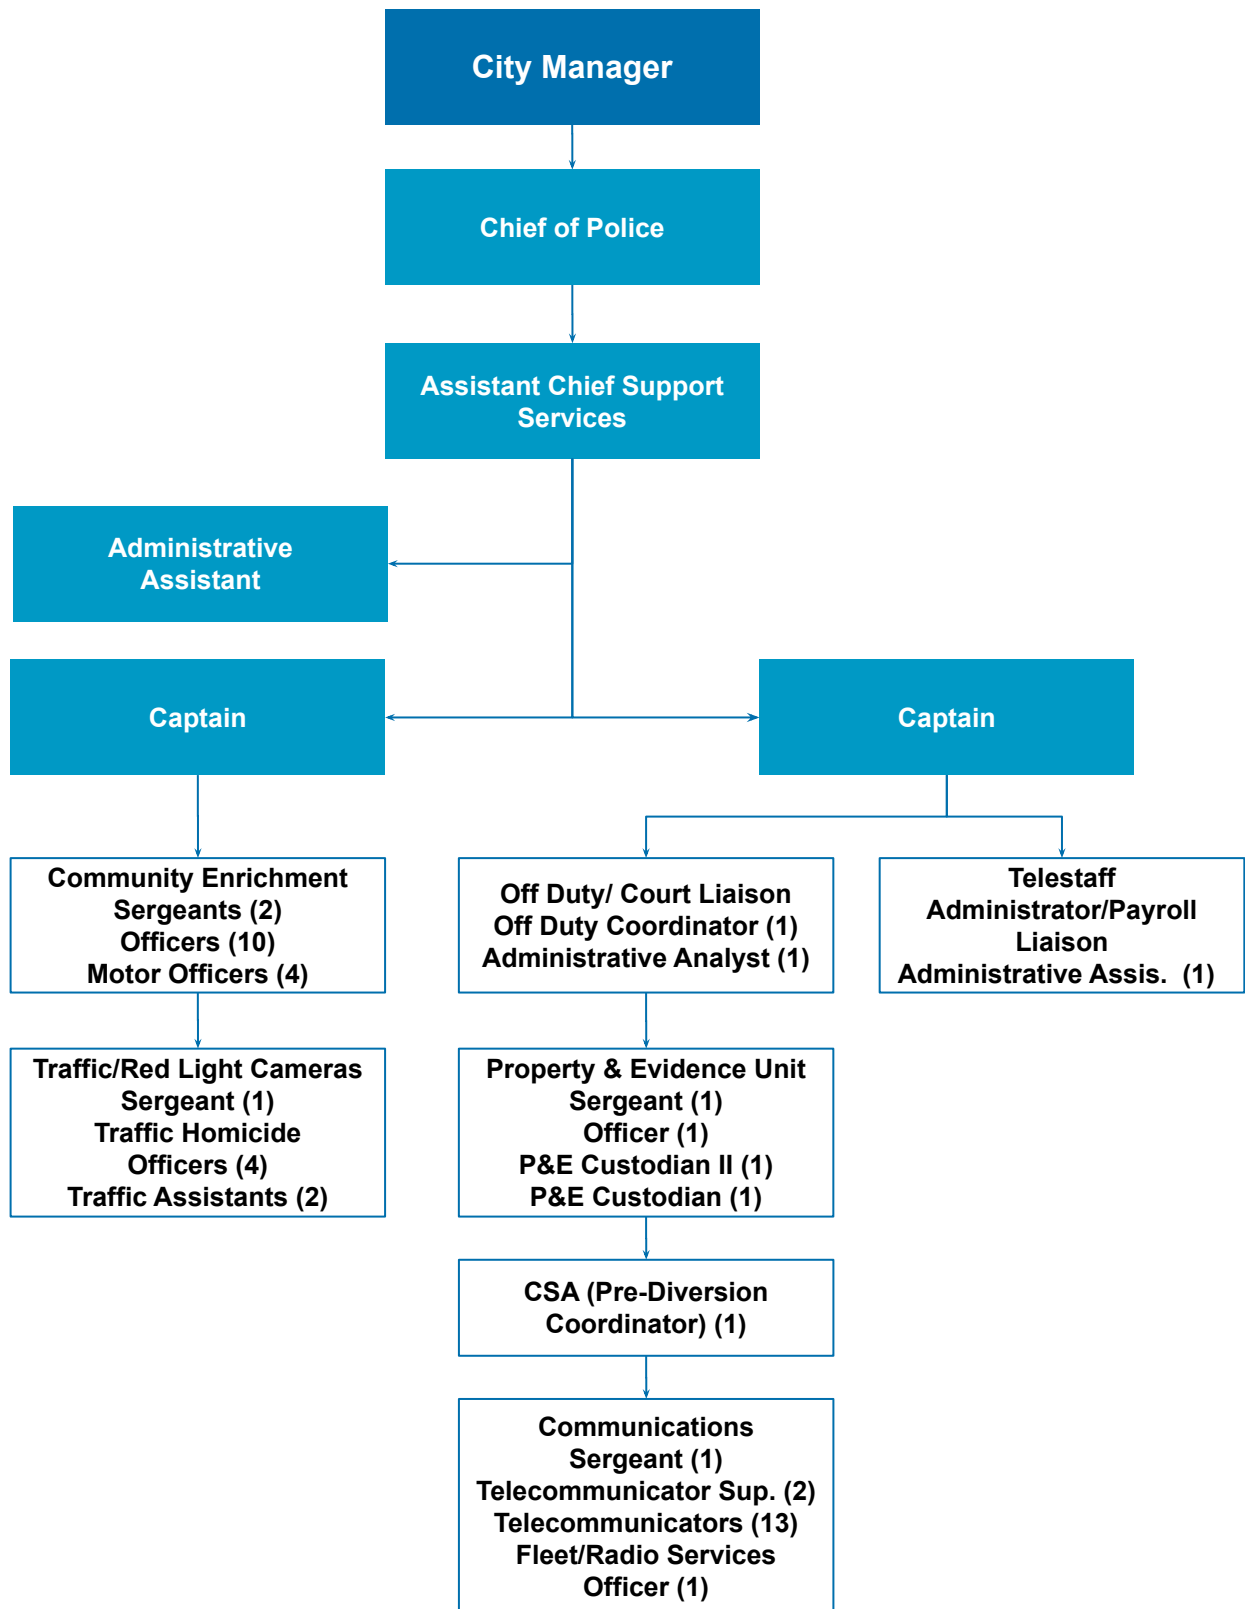 City Manager
Chief of Police
Assistant Chief Support
Services
Administrative
Assistant
Captain
Captain
Community Enrichment
Sergeants (2)
Officers (10)
Motor Officers (4)
Off Duty/ Court Liaison
Off Duty Coordinator (1)
Administrative Analyst (1)
Telestaff
Administrator/Payroll
Liaison
Administrative Assis.  (1)
Traffic/Red Light Cameras
Sergeant (1)
Traffic Homicide
Officers (4)
Traffic Assistants (2)
Property & Evidence Unit
Sergeant (1)
Officer (1)
P&E Custodian II (1)
P&E Custodian (1)
CSA (Pre-Diversion
Coordinator) (1)
Communications
Sergeant (1)
Telecommunicator Sup. (2)
Telecommunicators (13)
Fleet/Radio Services
Officer (1)